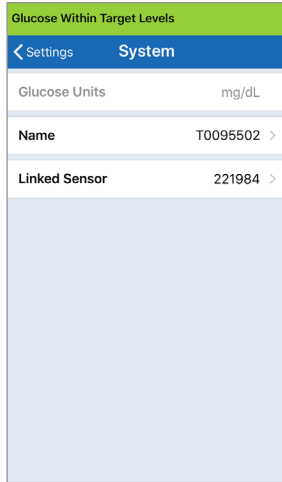 Glucose Within Target Levels
Settings System
Glucose Units mg/dL
Name T0095502
Linked Sensor 221984